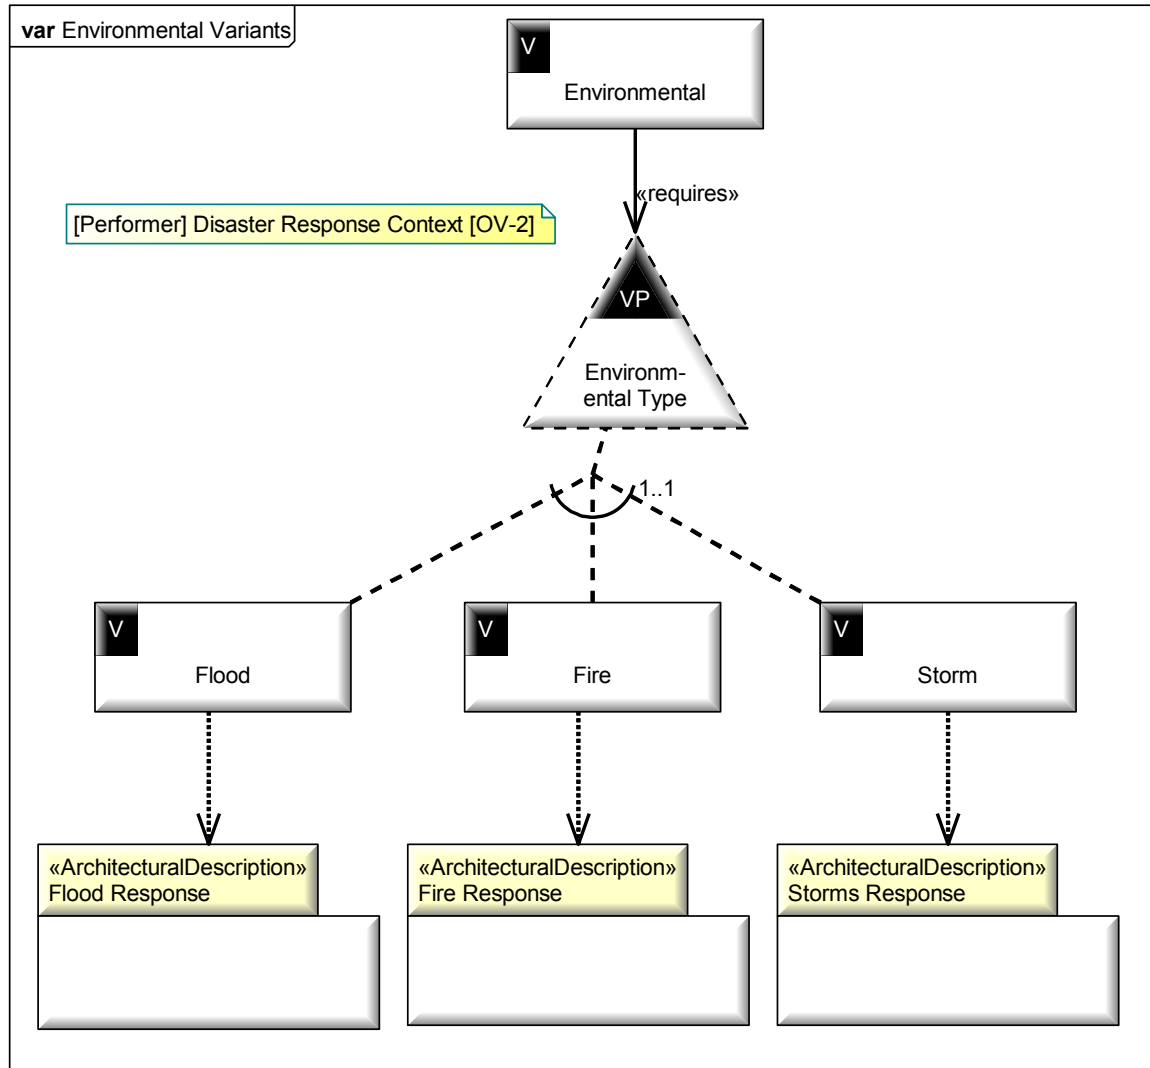 var Environmental Variants
V
Environmental
«requires»
[Performer] Disaster Response Context [OV-2]
VP
Environm-
ental Type
1..1
V
Flood
V
Fire
V
Storm
«ArchitecturalDescription»
Flood Response
«ArchitecturalDescription»
Fire Response
«ArchitecturalDescription»
Storms Response